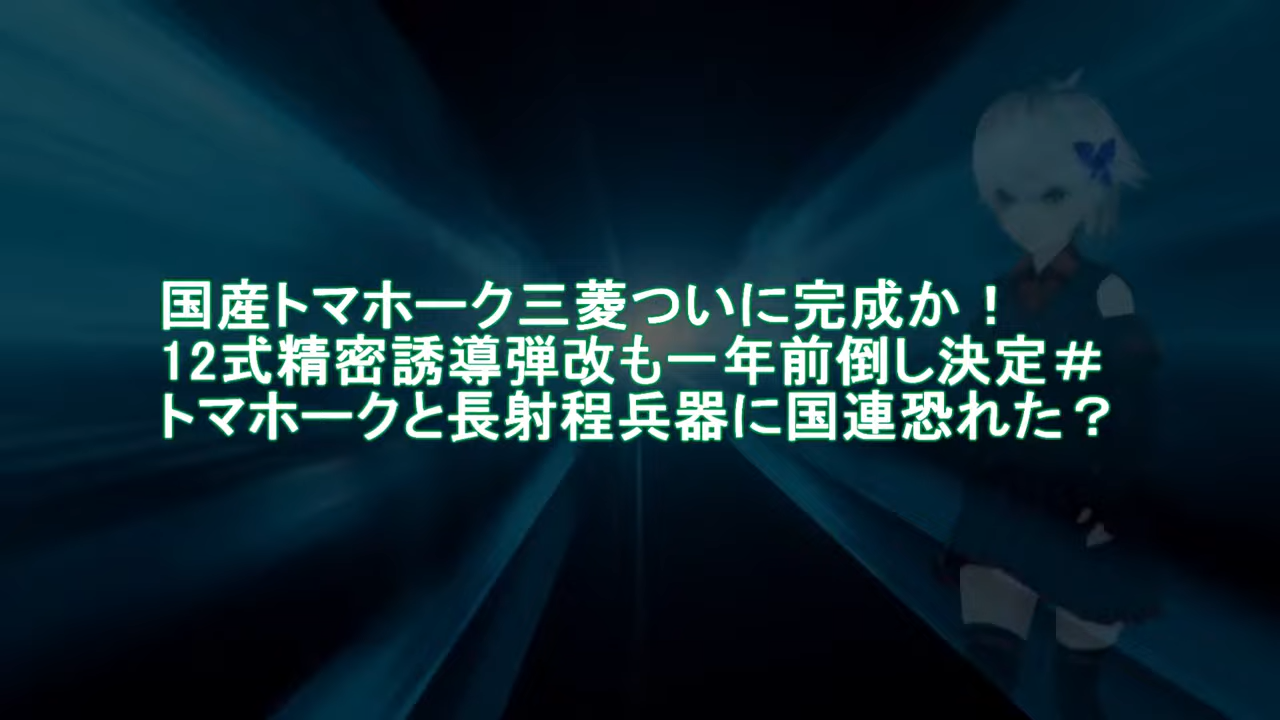 国産トマホーク三菱ついに完成か！
12式精密誘導弾改も一年前倒し決定＃
トマホークと長射程兵器に国連恐れた？